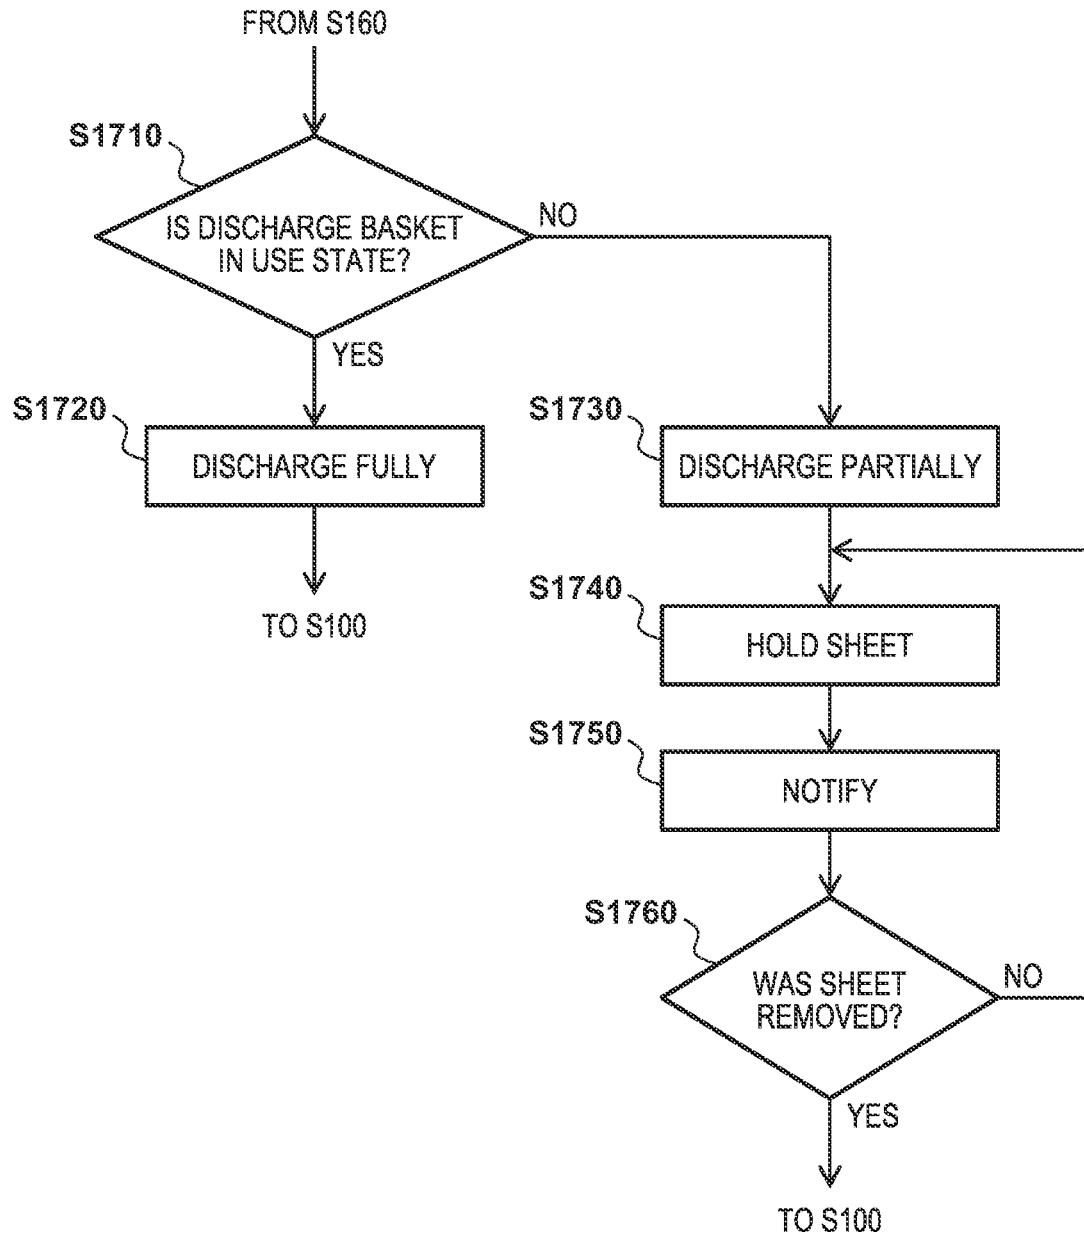 FROM S160
S1710
IS DISCHARGE BASKET
IN USE STATE?
NO
YES
S1720
DISCHARGE FULLY
TO S100
S1730
DISCHARGE PARTIALLY
S1740
HOLD SHEET
S1750
NOTIFY
S1760
WAS SHEET
REMOVED?
NO
YES
TO S100